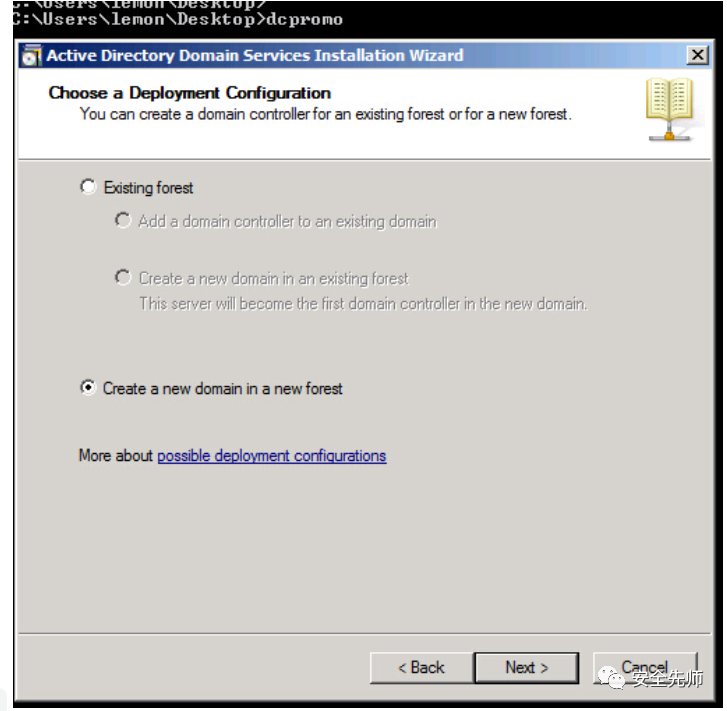 C:\Users\lemon\Desktop>
C:\Users\lemon\Desktop>dcpromo
Active Directory Domain Services Installation Wizard
Choose a Deployment Configuration
You can create a domain controller for an existing forest or for a new forest.
Existing forest
Add a domain controller to an existing domain
Create a new domain in an existing forest
This server will become the first domain controller in the new domain.
Create a new domain in a new forest
More about possible deployment configurations
< Back Next > Cancel
安全先师